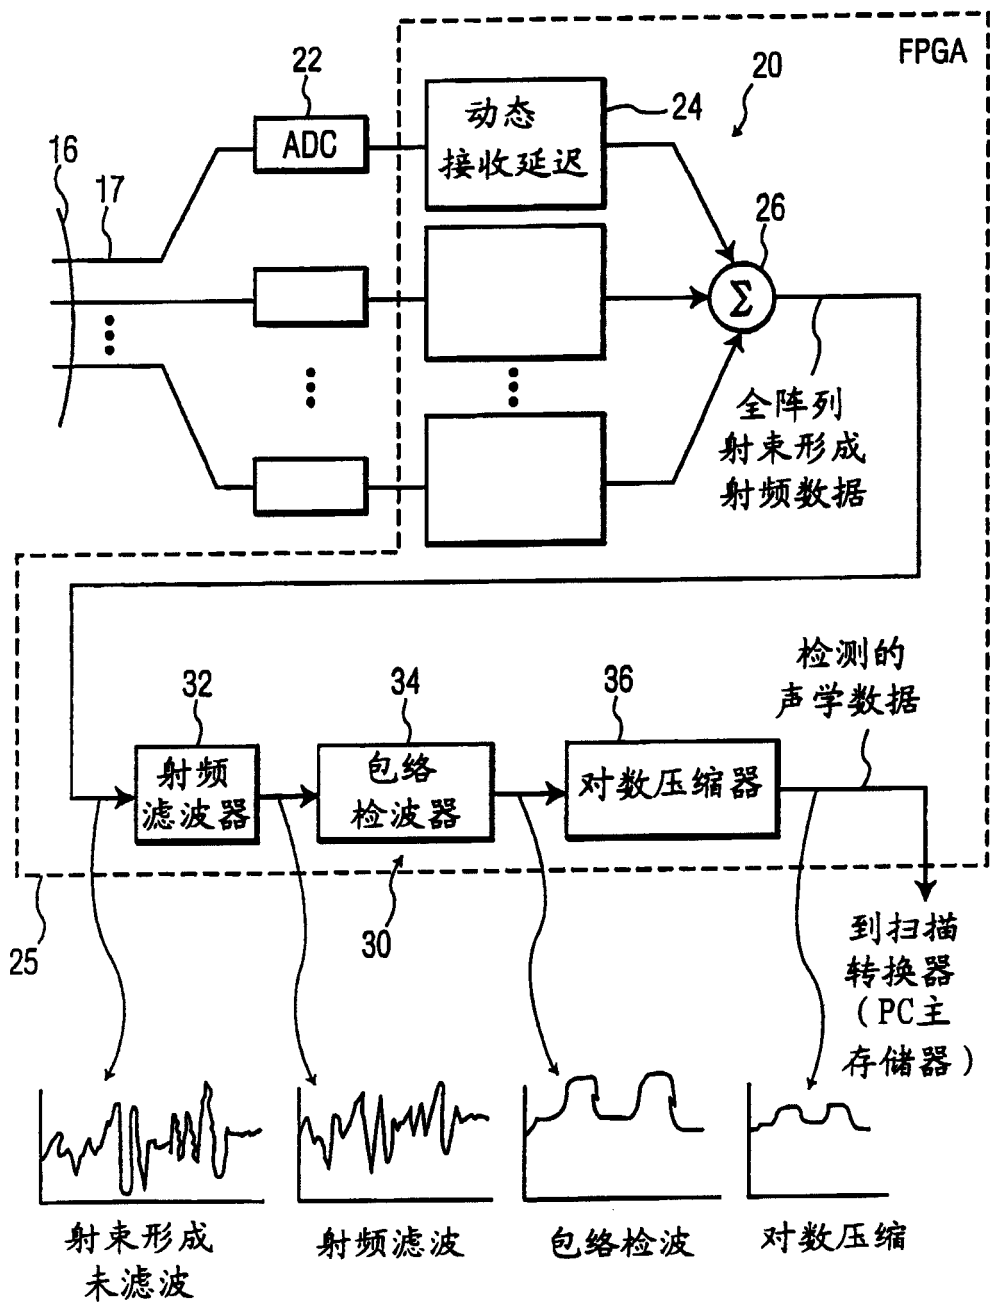 FPGA
22
20
ADC
动态
接收延迟
24
16
17
26
Σ
全阵列
射束形成
射频数据
检测的
声学数据
32
34
36
射频
滤波器
包络
检波器
对数压缩器
25
30
到扫描
转换器
(PC主
存储器)
射束形成
未滤波
射频滤波
包络检波
对数压缩